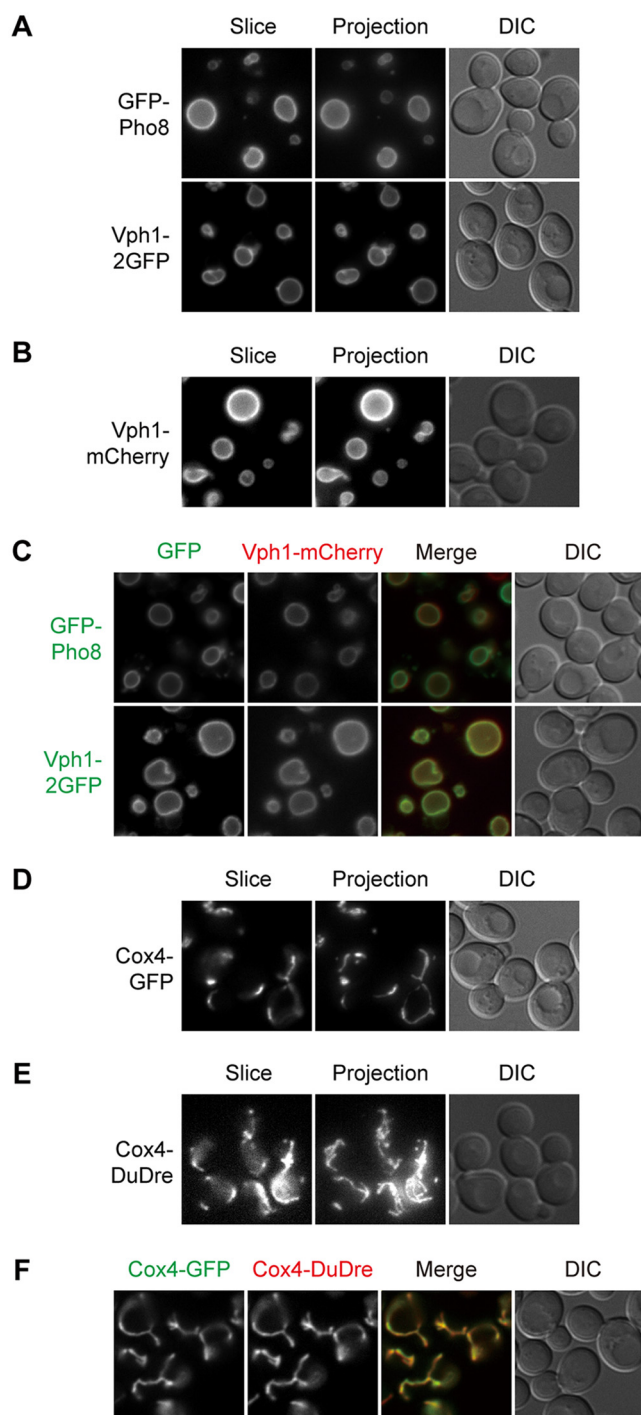 A
Slice Projection DIC
GFP-
Pho8
Vph1-
2GFP
B
Slice Projection DIC
Vph1-
mCherry
C
GFP Vph1-mCherry Merge DIC
GFP-
Pho8
Vph1-
2GFP
D
Slice Projection DIC
Cox4-
GFP
E
Slice Projection DIC
Cox4-
DuDre
F
Cox4-GFP Cox4-DuDre Merge DIC